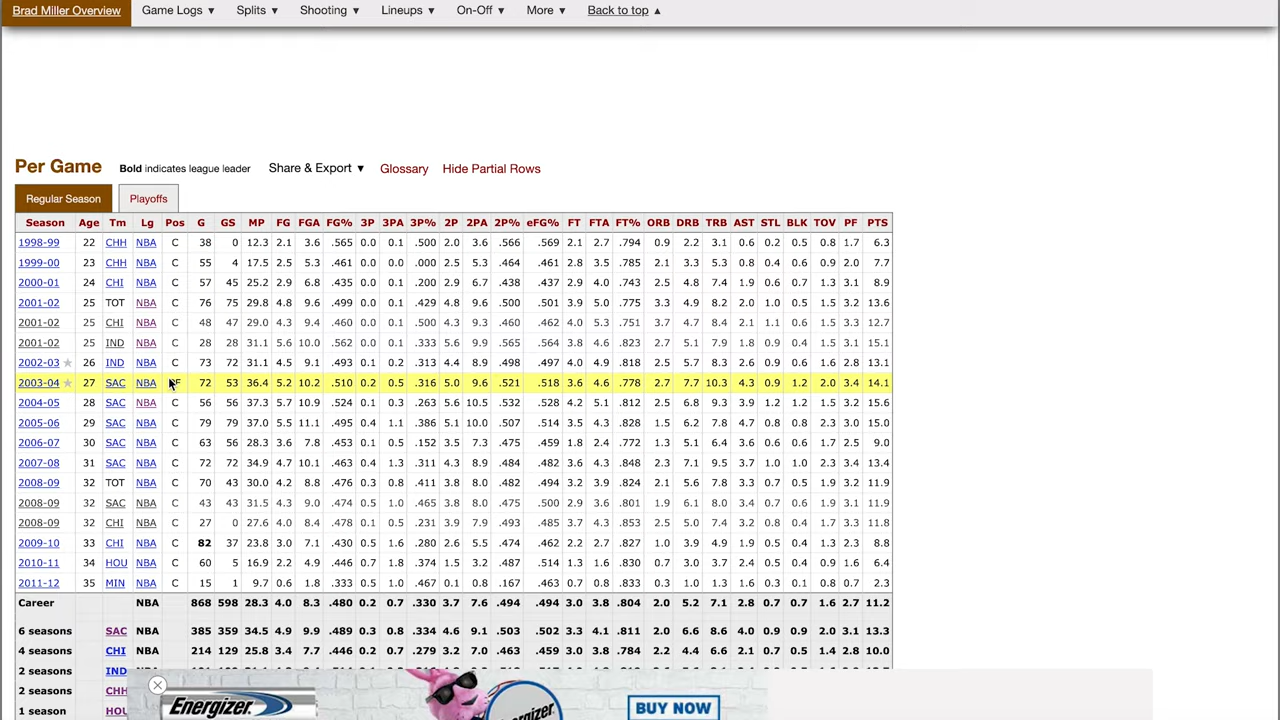 Brad Miller Overview Game Logs ▼ Splits ▼ Shooting ▼ Lineups ▼ On-Off ▼ More ▼ Back to top ▲
Per Game Bold indicates league leader Share & Export ▼ Glossary Hide Partial Rows
Regular Season Playoffs
Season Age Tm Lg Pos G GS MP FG FGA FG% 3P 3PA 3P% 2P 2PA 2P% eFG% FT FTA FT% ORB DRB TRB AST STL BLK TOV PF PTS
1998-99 22 CHH NBA C 38 0 12.3 2.1 3.6 .565 0.0 0.1 .500 2.0 3.6 .566 .569 2.1 2.7 .794 0.9 2.2 3.1 0.6 0.2 0.5 0.8 1.7 6.3
1999-00 23 CHH NBA C 55 4 17.5 2.5 5.3 .461 0.0 0.0 .000 2.5 5.3 .464 .461 2.8 3.5 .785 2.1 3.3 5.3 0.8 0.4 0.6 0.9 2.0 7.7
2000-01 24 CHI NBA C 57 45 25.2 2.9 6.8 .435 0.0 0.1 .200 2.9 6.7 .438 .437 2.9 4.0 .743 2.5 4.8 7.4 1.9 0.6 0.7 1.3 3.1 8.9
2001-02 25 TOT NBA C 76 75 29.8 4.8 9.6 .499 0.0 0.1 .429 4.8 9.6 .500 .501 3.9 5.0 .775 3.3 4.9 8.2 2.0 1.0 0.5 1.5 3.2 13.6
2001-02 25 CHI NBA C 48 47 29.0 4.3 9.4 .460 0.0 0.1 .500 4.3 9.3 .460 .462 4.0 5.3 .751 3.7 4.7 8.4 2.1 1.1 0.6 1.5 3.3 12.7
2001-02 25 IND NBA C 28 28 31.1 5.6 10.0 .562 0.0 0.1 .333 5.6 9.9 .565 .564 3.8 4.6 .823 2.7 5.1 7.9 1.8 0.9 0.4 1.5 3.1 15.1
2002-03 ★ 26 IND NBA C 73 72 31.1 4.5 9.1 .493 0.0 0.2 .313 4.4 8.9 .498 .497 4.0 4.9 .818 2.5 5.7 8.3 2.6 0.9 0.6 1.6 2.8 13.1
2003-04 ★ 27 SAC NBA 72 53 36.4 5.2 10.2 .510 0.2 0.5 .316 5.0 9.6 .521 .518 3.6 4.6 .778 2.7 7.7 10.3 4.3 0.9 1.2 2.0 3.4 14.1
2004-05 28 SAC NBA C 56 56 37.3 5.7 10.9 .524 0.1 0.3 .263 5.6 10.5 .532 .528 4.2 5.1 .812 2.5 6.8 9.3 3.9 1.2 1.2 1.5 3.2 15.6
2005-06 29 SAC NBA C 79 79 37.0 5.5 11.1 .495 0.4 1.1 .386 5.1 10.0 .507 .514 3.5 4.3 .828 1.5 6.2 7.8 4.7 0.8 0.8 2.3 3.0 15.0
2006-07 30 SAC NBA C 63 56 28.3 3.6 7.8 .453 0.1 0.5 .152 3.5 7.3 .475 .459 1.8 2.4 .772 1.3 5.1 6.4 3.6 0.6 0.6 1.7 2.5 9.0
2007-08 31 SAC NBA C 72 72 34.9 4.7 10.1 .463 0.4 1.3 .311 4.3 8.9 .484 .482 3.6 4.3 .848 2.3 7.1 9.5 3.7 1.0 1.0 2.3 3.4 13.4
2008-09 32 TOT NBA C 70 43 30.0 4.2 8.8 .476 0.3 0.8 .411 3.8 8.0 .482 .494 3.2 3.9 .824 2.1 5.6 7.8 3.3 0.5 0.5 1.9 3.2 11.9
2008-09 32 SAC NBA C 43 43 31.5 4.3 9.0 .474 0.4 1.0 .465 3.8 8.0 .475 .500 2.9 3.6 .801 1.9 6.1 8.0 3.4 0.7 0.6 1.9 3.1 11.9
2008-09 32 CHI NBA C 27 0 27.6 4.0 8.4 .478 0.1 0.5 .231 3.9 7.9 .493 .485 3.7 4.3 .853 2.5 5.0 7.4 3.2 0.8 0.4 1.7 3.3 11.8
2009-10 33 CHI NBA C 82 37 23.8 3.0 7.1 .430 0.5 1.6 .280 2.6 5.5 .474 .462 2.2 2.7 .827 1.0 3.9 4.9 1.9 0.5 0.3 1.2 2.3 8.8
2010-11 34 HOU NBA C 60 5 16.9 2.2 4.9 .446 0.7 1.8 .374 1.5 3.2 .487 .514 1.3 1.6 .830 0.7 3.0 3.7 2.4 0.5 0.4 0.9 1.6 6.4
2011-12 35 MIN NBA C 15 1 9.7 0.6 1.8 .333 0.5 1.0 .467 0.1 0.8 .167 .463 0.7 0.8 .833 0.3 1.0 1.3 1.6 0.3 0.1 0.8 0.7 2.3
Career NBA 868 598 28.3 4.0 8.3 .480 0.2 0.7 .330 3.7 7.6 .494 .494 3.0 3.8 .804 2.0 5.2 7.1 2.8 0.7 0.7 1.6 2.7 11.2
6 seasons SAC NBA 385 359 34.5 4.9 9.9 .489 0.3 0.8 .334 4.6 9.1 .503 .502 3.3 4.1 .811 2.0 6.6 8.6 4.0 0.9 0.9 2.0 3.1 13.3
4 seasons CHI NBA 214 129 25.8 3.4 7.7 .446 0.2 0.7 .279 3.2 7.0 .463 .459 3.0 3.8 .784 2.2 4.4 6.6 2.1 0.7 0.5 1.4 2.8 10.0
2 seasons IND
2 seasons CHH
1 season HOU
Energizer
Energizer
BUY NOW